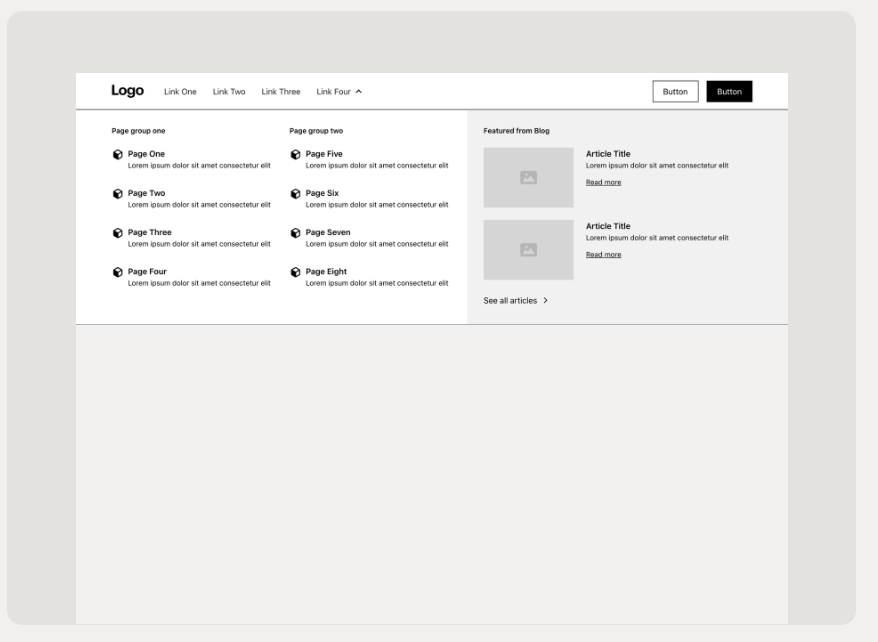 Logo
Link One
Link Two
Link Three
Link Four
Button
Button
Page group one
Page One
Lorem ipsum dolor sit amet consectetur elit
Page Two
Lorem ipsum dolor sit amet consectetur elit
Page Three
Lorem ipsum dolor sit amet consectetur elit
Page Four
Lorem ipsum dolor sit amet consectetur elit
Page group two
Page Five
Lorem ipsum dolor sit amet consectetur elit
Page Six
Lorem ipsum dolor sit amet consectetur elit
Page Seven
Lorem ipsum dolor sit amet consectetur elit
Page Eight
Lorem ipsum dolor sit amet consectetur elit
Featured from Blog
Article Title
Lorem ipsum dolor sit amet consectetur elit
Read more
Article Title
Lorem ipsum dolor sit amet consectetur elit
Read more
See all articles